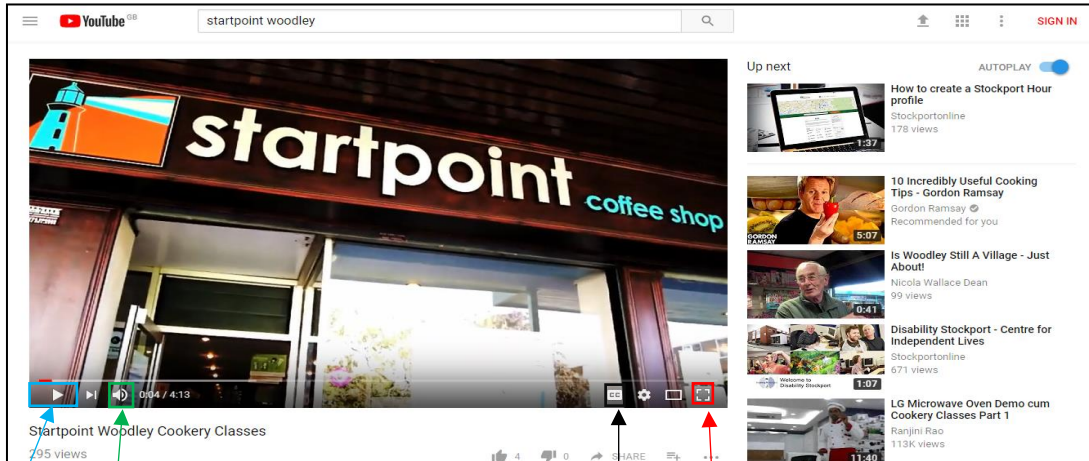 YouTube GB
startpoint woodley
SIGN IN
startpoint
coffee shop
0:04 / 4:13
CC
Startpoint Woodley Cookery Classes
295 views
4
0
SHARE
Up next
AUTOPLAY
1:37
How to create a Stockport Hour
profile
Stockportonline
178 views
GORDON
RAMSAY
5:07
10 Incredibly Useful Cooking
Tips - Gordon Ramsay
Gordon Ramsay
Recommended for you
0:41
Is Woodley Still A Village - Just
About!
Nicola Wallace Dean
99 views
Welcome to
Disability Stockport
1:07
Disability Stockport - Centre for
Independent Lives
Stockportonline
671 views
11:40
LG Microwave Oven Demo cum
Cookery Classes Part 1
Ranjini Rao
113K views